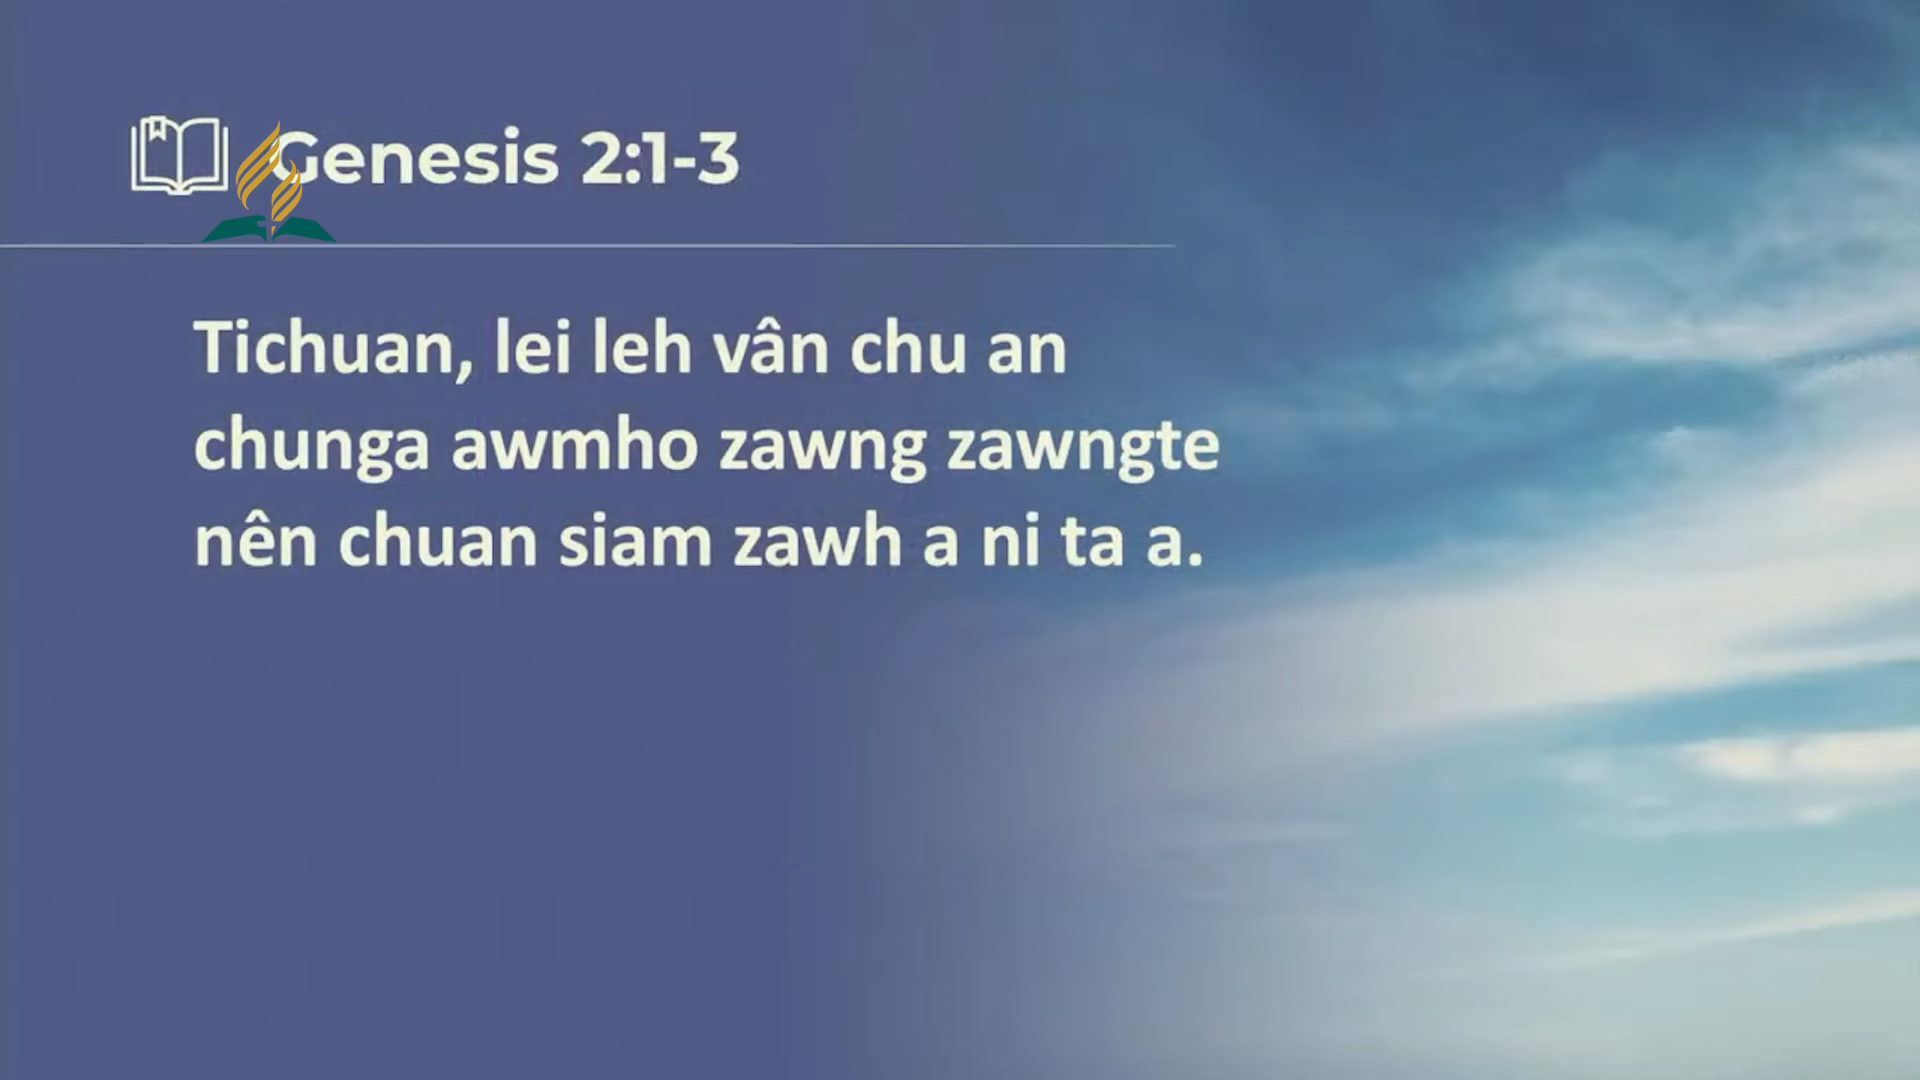 Genesis 2:1-3
Tichuan, lei leh vân chu an
chunga awmho zawng zawngte
nên chuan siam zawh a ni ta a.